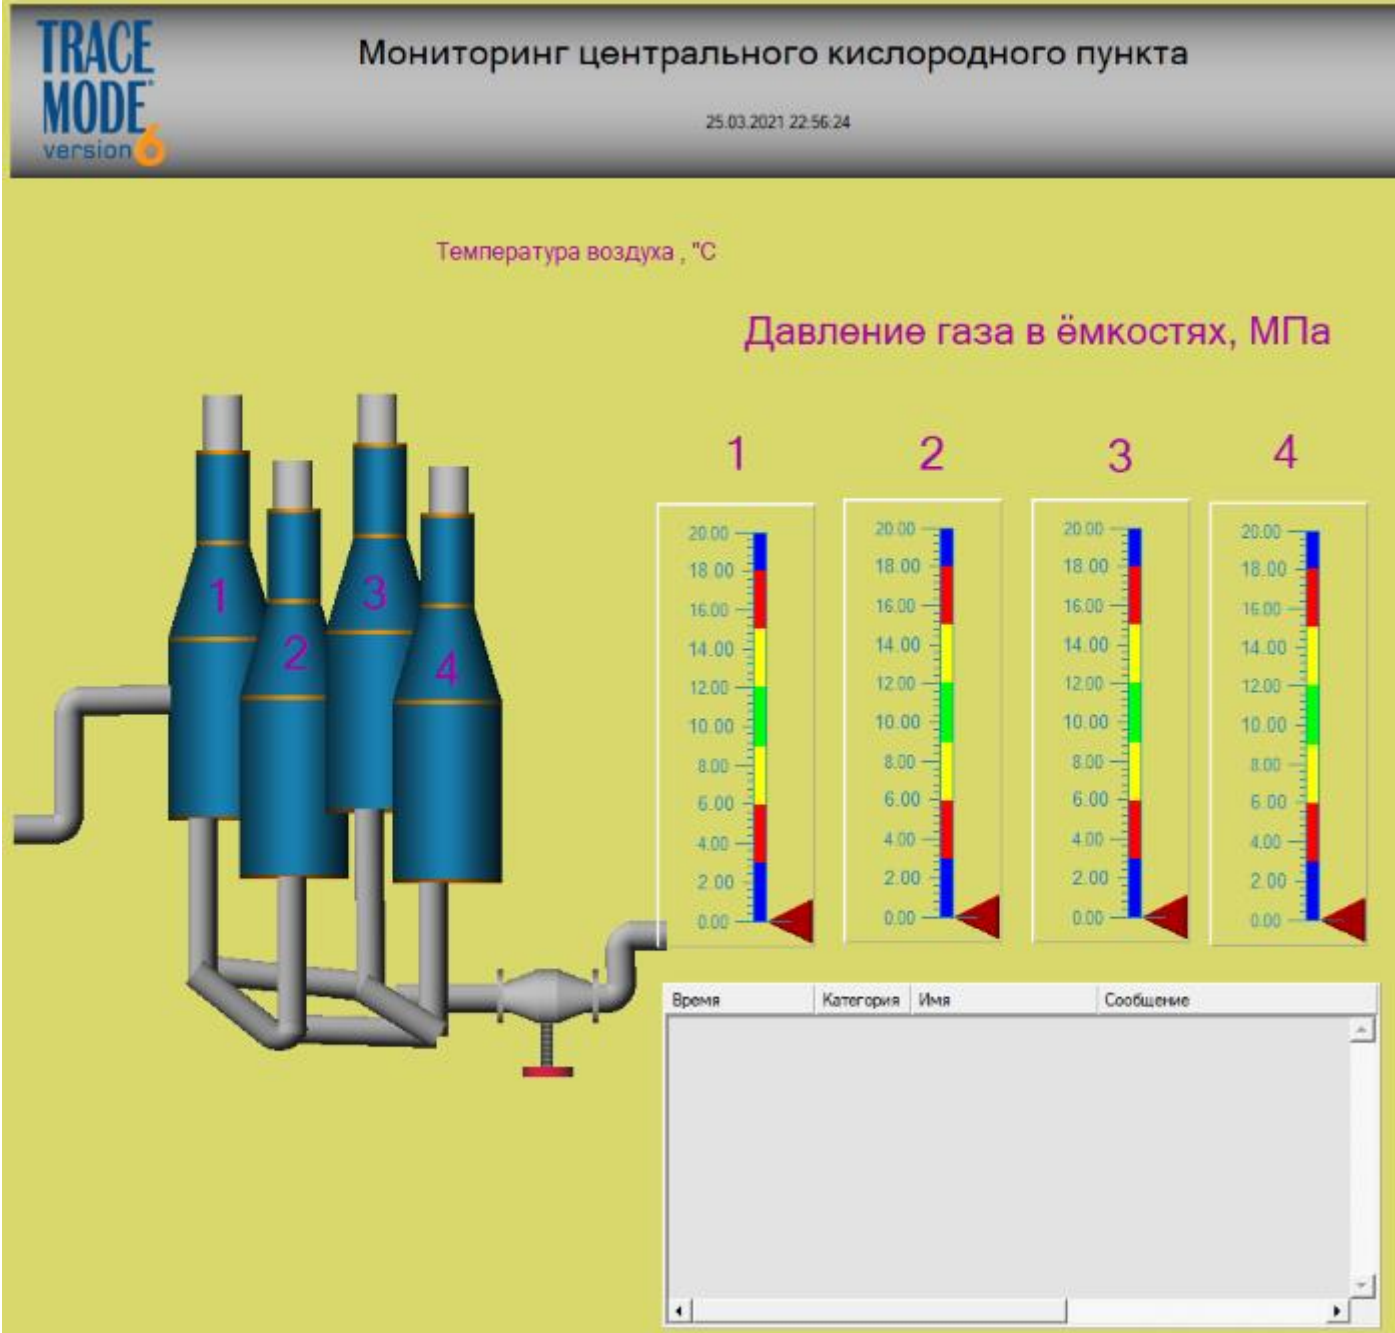 TRACE
MODE
version 6
Мониторинг центрального кислородного пункта
25.03.2021 22:56:24
Температура воздуха , "С
Давление газа в ёмкостях, МПа
1 2 3 4
20.00 20.00 20.00 20.00
18.00 18.00 18.00 18.00
16.00 16.00 16.00 16.00
14.00 14.00 14.00 14.00
12.00 12.00 12.00 12.00
10.00 10.00 10.00 10.00
8.00 8.00 8.00 8.00
6.00 6.00 6.00 6.00
4.00 4.00 4.00 4.00
2.00 2.00 2.00 2.00
0.00 0.00 0.00 0.00
1
2
3
4
Время Категория Имя Сообщение